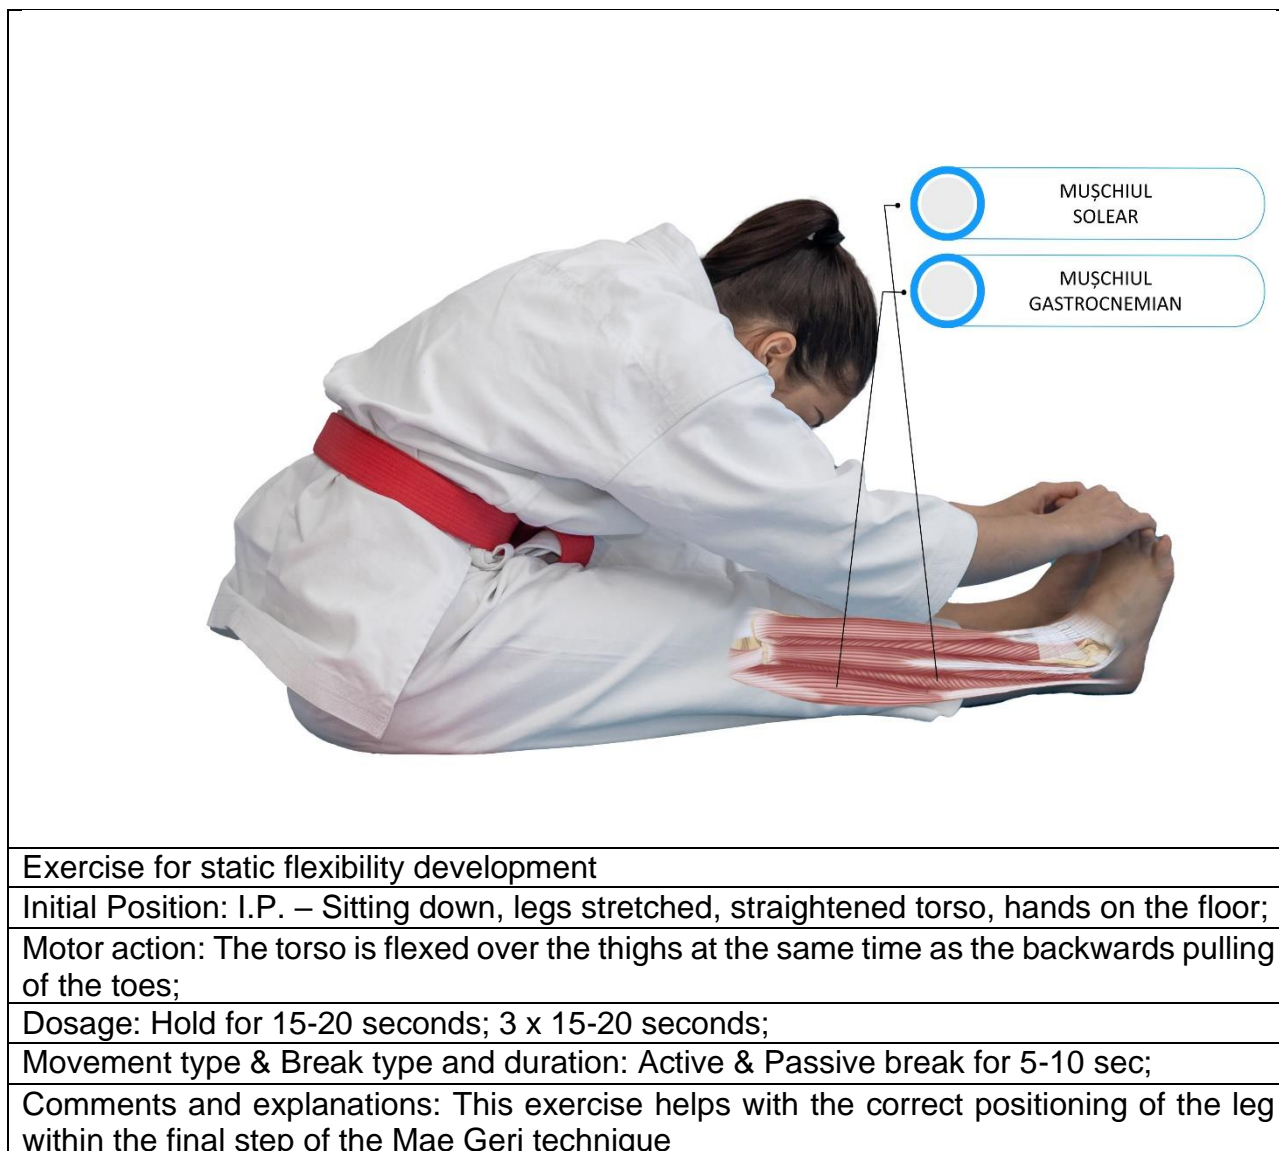 MUȘCHIUL
SOLEAR
MUȘCHIUL
GASTROCNEMIAN
Exercise for static flexibility development
Initial Position: I.P. – Sitting down, legs stretched, straightened torso, hands on the floor;
Motor action: The torso is flexed over the thighs at the same time as the backwards pulling
of the toes;
Dosage: Hold for 15-20 seconds; 3 x 15-20 seconds;
Movement type & Break type and duration: Active & Passive break for 5-10 sec;
Comments and explanations: This exercise helps with the correct positioning of the leg
within the final step of the Mae Geri technique